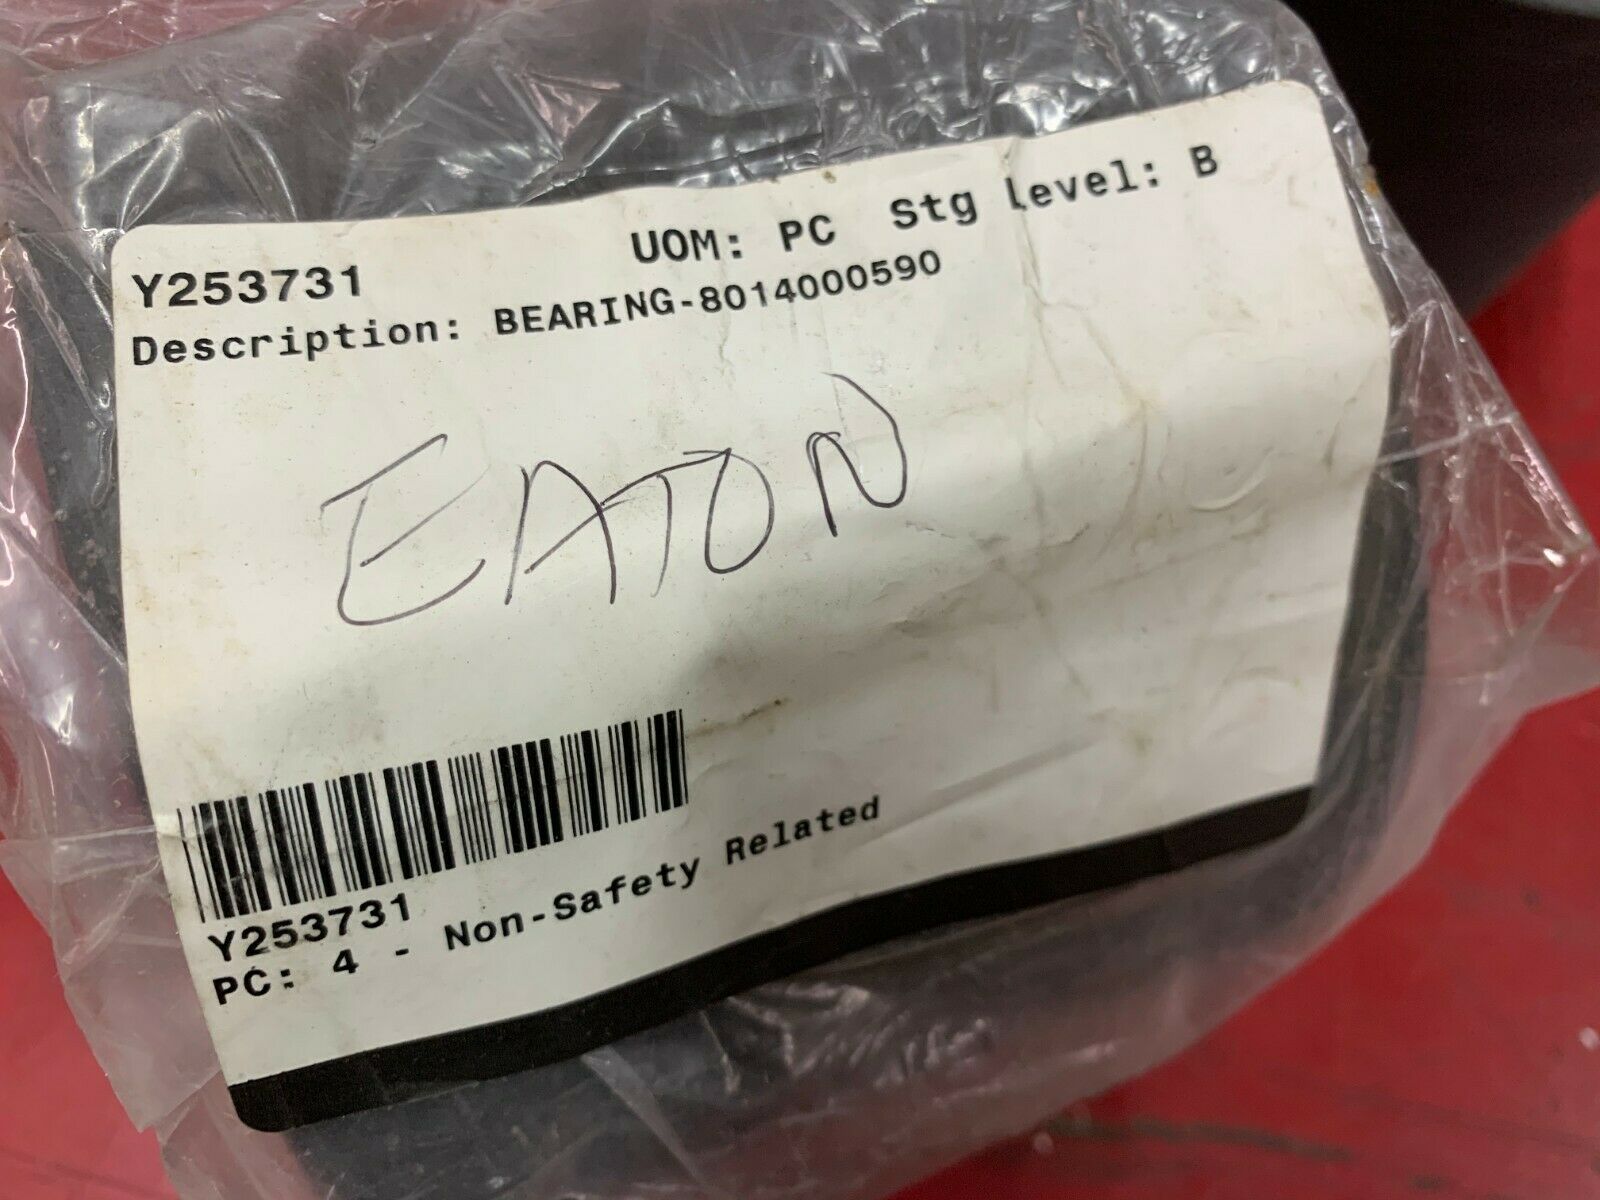 Y253731 UOM: PC Stg Level: B
Description: BEARING-8014000590
EATON
Y253731
PC: 4 - Non-Safety Related